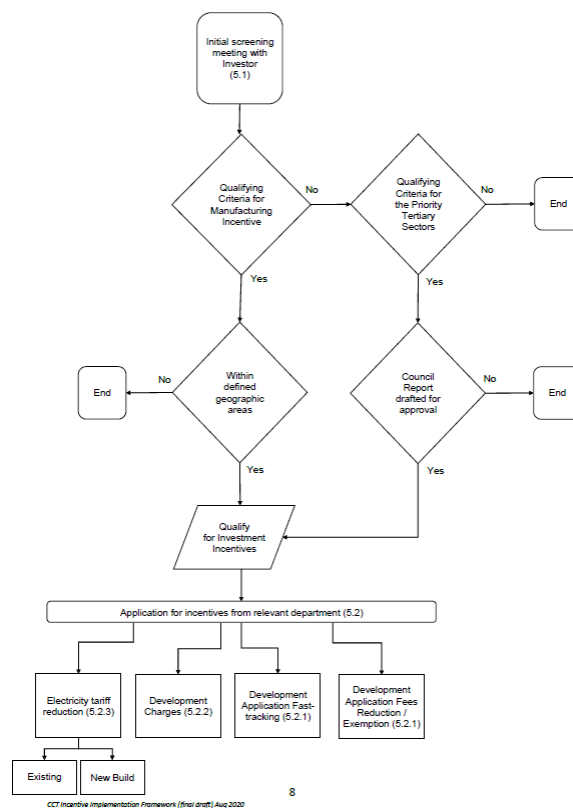 Initial screening
meeting with
Investor
(5.1)
Qualifying
Criteria for
Manufacturing
Incentive
No
Qualifying
Criteria for
the Priority
Tertiary
Sectors
No
End
Yes
Yes
End
No
Within
defined
geographic
areas
Council
Report
drafted for
approval
No
End
Yes
Yes
Qualify
for Investment
Incentives
Application for incentives from relevant department (5.2)
Electricity tariff
reduction (5.2.3)
Development
Charges (5.2.2)
Development
Application Fast-
tracking (5.2.1)
Development
Application Fees
Reduction /
Exemption (5.2.1)
Existing
New Build
8
CCT Incentive Implementation Framework (final draft) Aug 2020